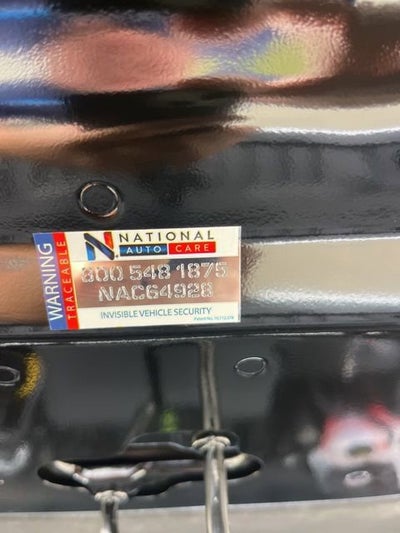 WARNING
TRACEABLE
N NATIONAL
AUTO CARE
800 548 1875
NAC64928
INVISIBLE VEHICLE SECURITY